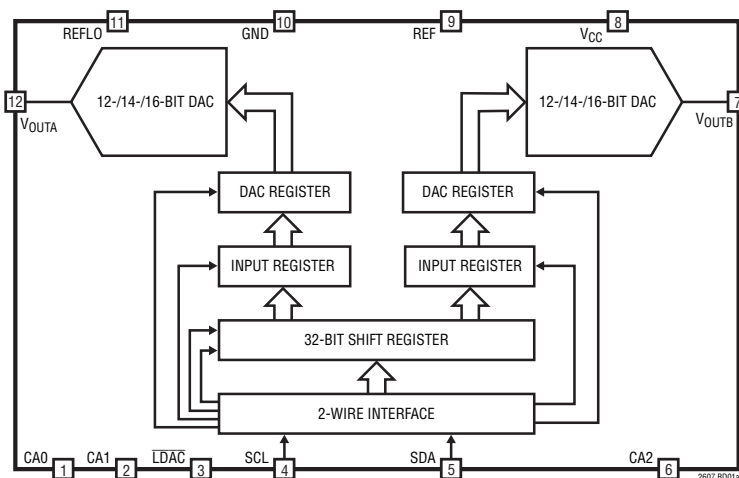 11 10 9 8
REFLO GND REF VCC
12-/14-/16-BIT DAC 12-/14-/16-BIT DAC
12 7
VOUTA VOUTB
DAC REGISTER DAC REGISTER
INPUT REGISTER INPUT REGISTER
32-BIT SHIFT REGISTER
2-WIRE INTERFACE
CA0 CA1 LDAC SCL SDA CA2
1 2 3 4 5 6
2607 BD01a